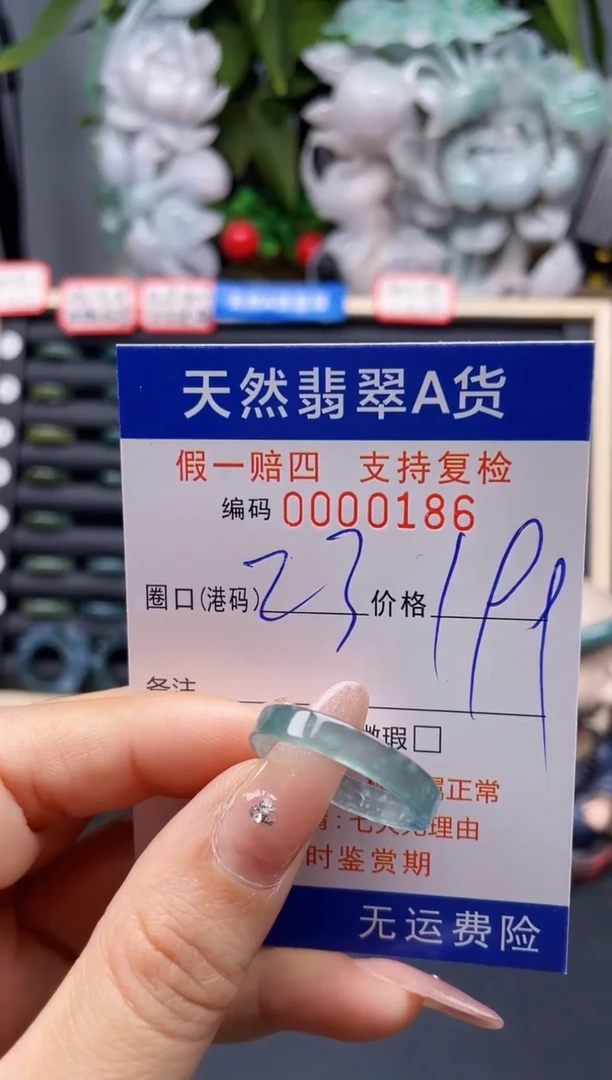 天然翡翠A货
假一赔四 支持复检
编码 0000186
圈口(港码) 23 价格 199
备注
微瑕□
属正常
七天无理由
时鉴赏期
无运费险